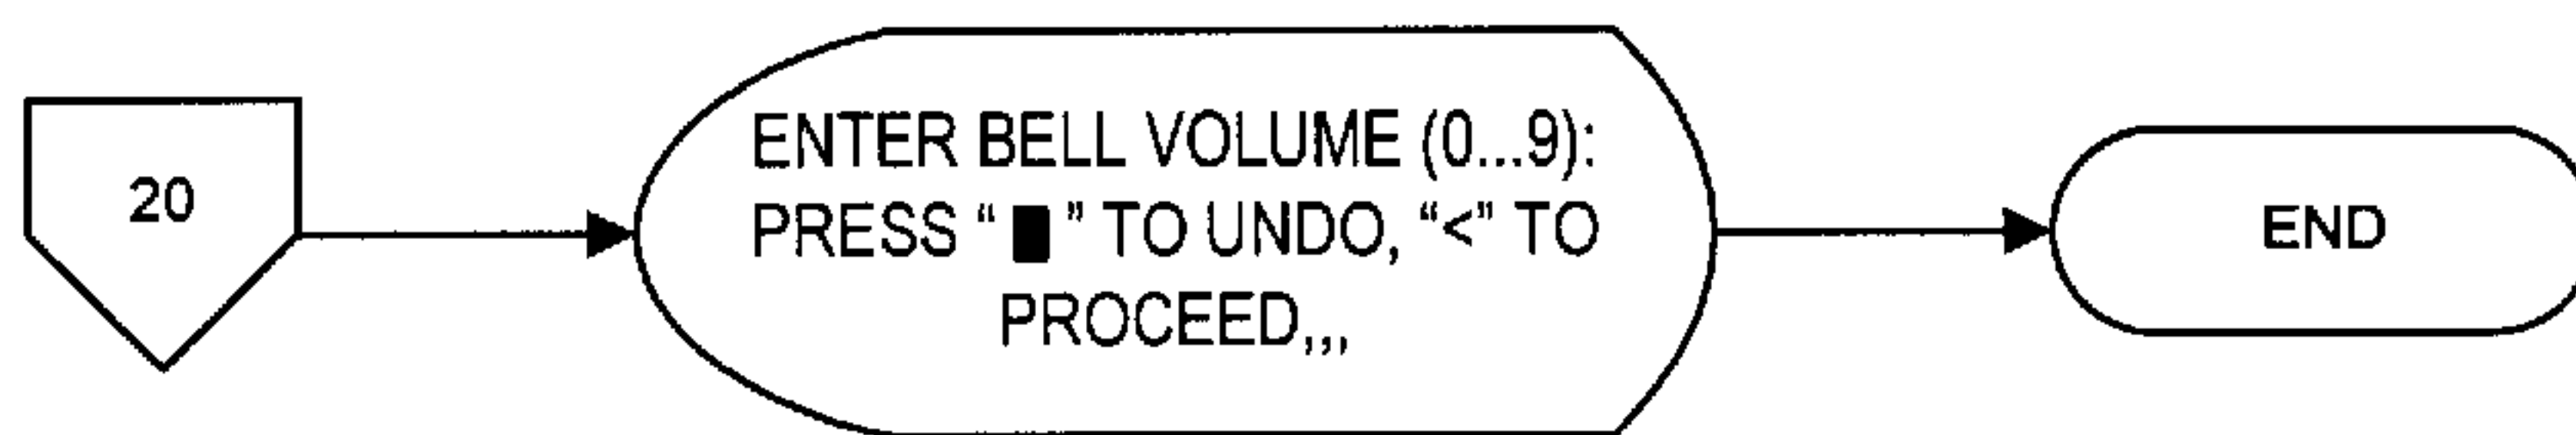 20
ENTER BELL VOLUME (0...9):
PRESS “ ■ ” TO UNDO, “<” TO
PROCEED,,,
END